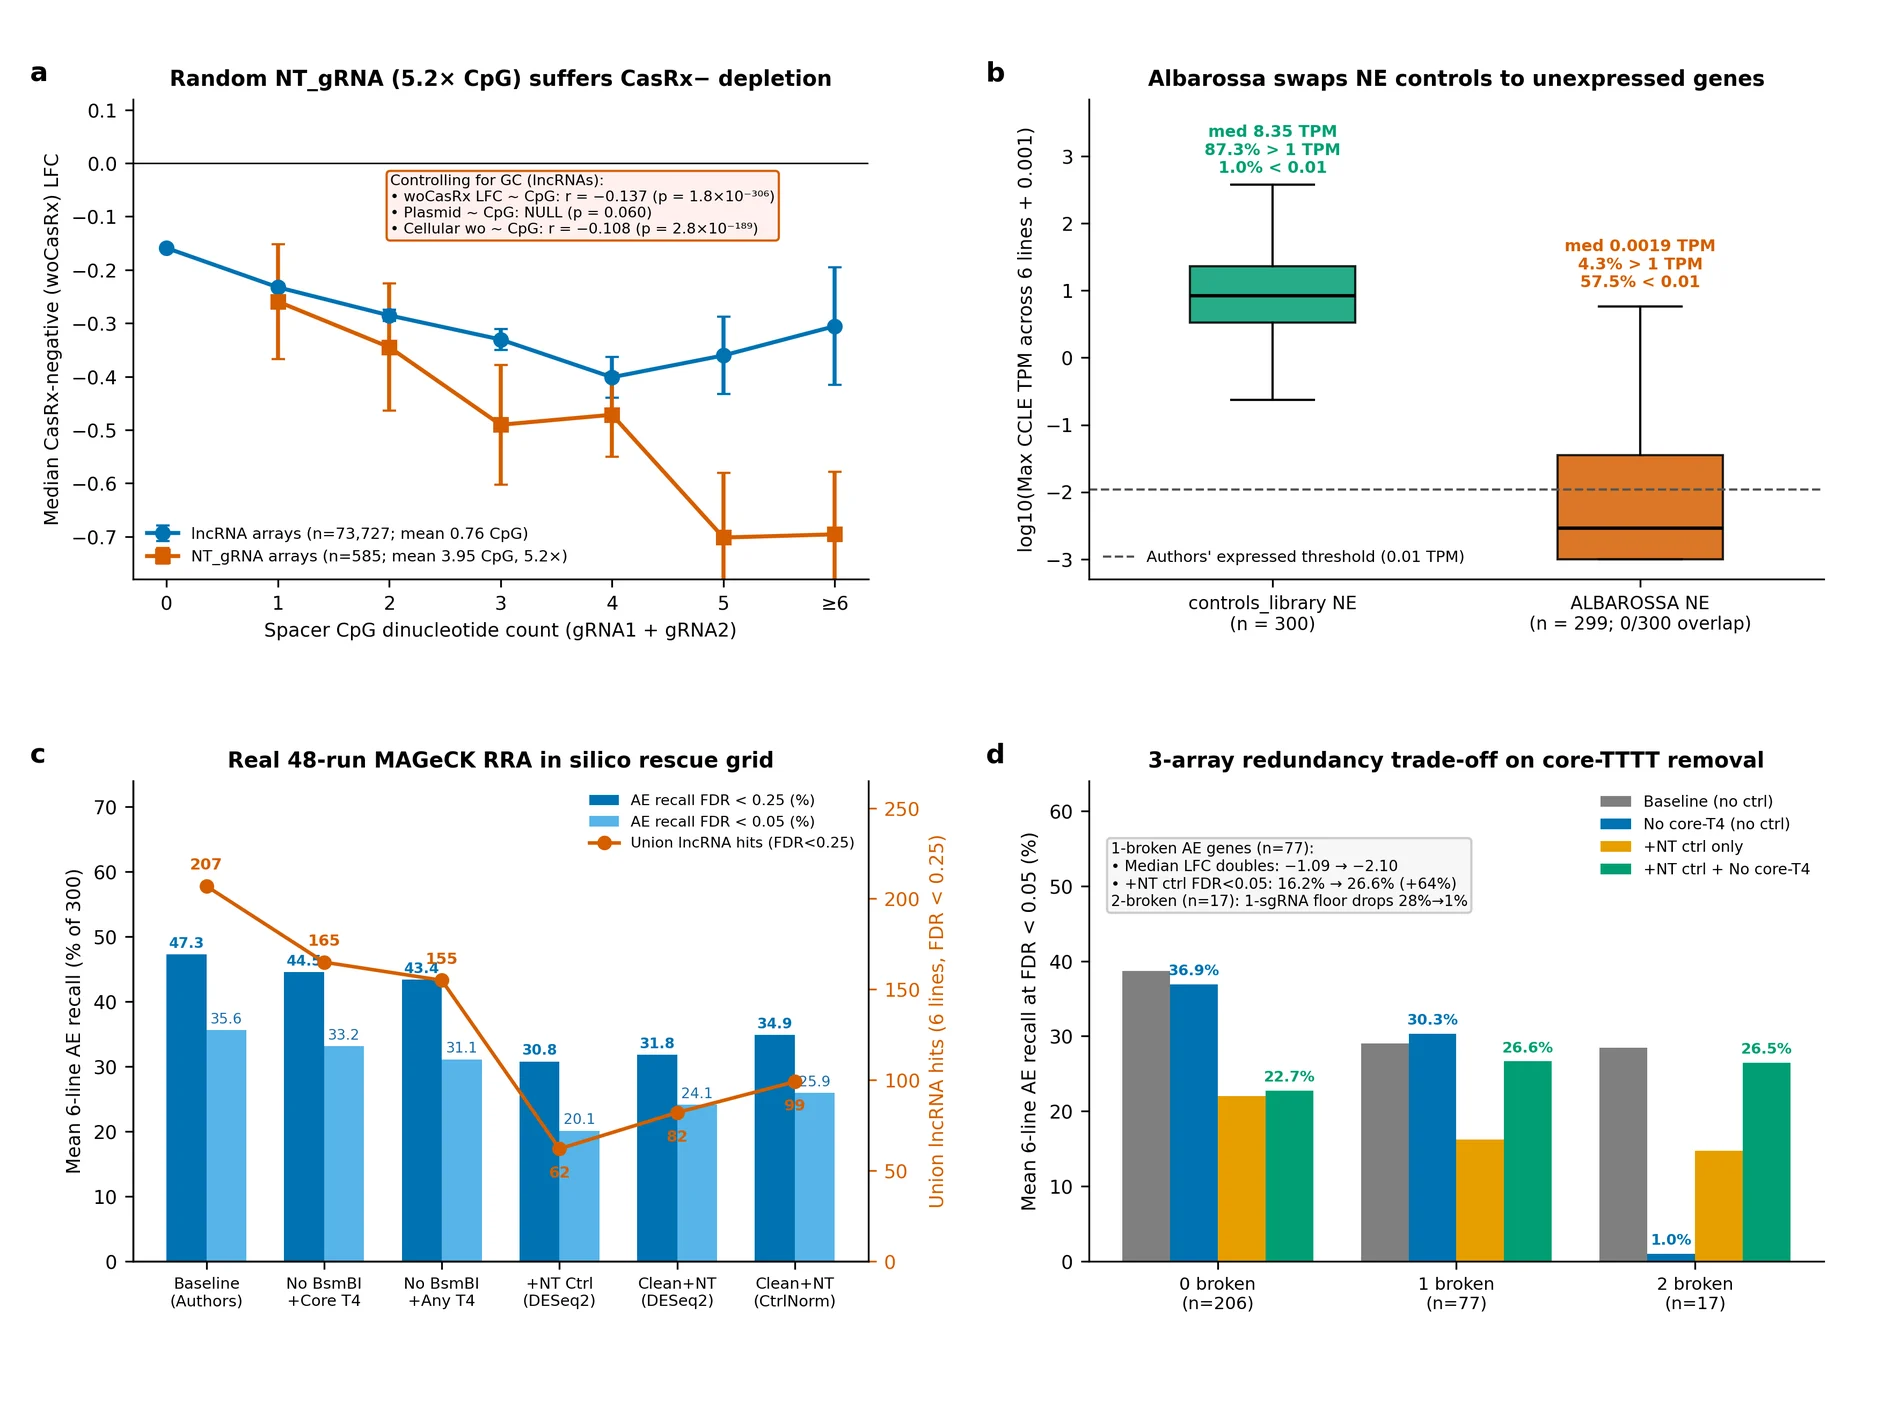 a
Random NT_gRNA (5.2× CpG) suffers CasRx− depletion
Median CasRx-negative (woCasRx) LFC
0.1
0.0
−0.1
−0.2
−0.3
−0.4
−0.5
−0.6
−0.7
Controlling for GC (lncRNAs):
• woCasRx LFC ~ CpG: r = −0.137 (p = 1.8×10⁻³⁰⁶)
• Plasmid ~ CpG: NULL (p = 0.060)
• Cellular wo ~ CpG: r = −0.108 (p = 2.8×10⁻¹⁸⁹)
lncRNA arrays (n=73,727; mean 0.76 CpG)
NT_gRNA arrays (n=585; mean 3.95 CpG, 5.2×)
0 1 2 3 4 5 ≥6
Spacer CpG dinucleotide count (gRNA1 + gRNA2)
b
Albarossa swaps NE controls to unexpressed genes
log10(Max CCLE TPM across 6 lines + 0.001)
3
2
1
0
−1
−2
−3
med 8.35 TPM
87.3% > 1 TPM
1.0% < 0.01
med 0.0019 TPM
4.3% > 1 TPM
57.5% < 0.01
Authors' expressed threshold (0.01 TPM)
controls_library NE
(n = 300)
ALBAROSSA NE
(n = 299; 0/300 overlap)
c
Real 48-run MAGeCK RRA in silico rescue grid
Mean 6-line AE recall (% of 300)
70
60
50
40
30
20
10
0
AE recall FDR < 0.25 (%)
AE recall FDR < 0.05 (%)
Union lncRNA hits (FDR<0.25)
207
165
155
62
82
99
47.3
44.5
43.4
30.8
31.8
34.9
35.6
33.2
31.1
20.1
24.1
25.9
250
200
150
100
50
0
Union lncRNA hits (6 lines, FDR < 0.25)
Baseline
(Authors)
No BsmBI
+Core T4
No BsmBI
+Any T4
+NT Ctrl
(DESeq2)
Clean+NT
(DESeq2)
Clean+NT
(CtrlNorm)
d
3-array redundancy trade-off on core-TTTT removal
Mean 6-line AE recall at FDR < 0.05 (%)
60
50
40
30
20
10
0
Baseline (no ctrl)
No core-T4 (no ctrl)
+NT ctrl only
+NT ctrl + No core-T4
1-broken AE genes (n=77):
• Median LFC doubles: −1.09 → −2.10
• +NT ctrl FDR<0.05: 16.2% → 26.6% (+64%)
2-broken (n=17): 1-sgRNA floor drops 28%→1%
36.9%
22.7%
30.3%
26.6%
1.0%
26.5%
0 broken
(n=206)
1 broken
(n=77)
2 broken
(n=17)